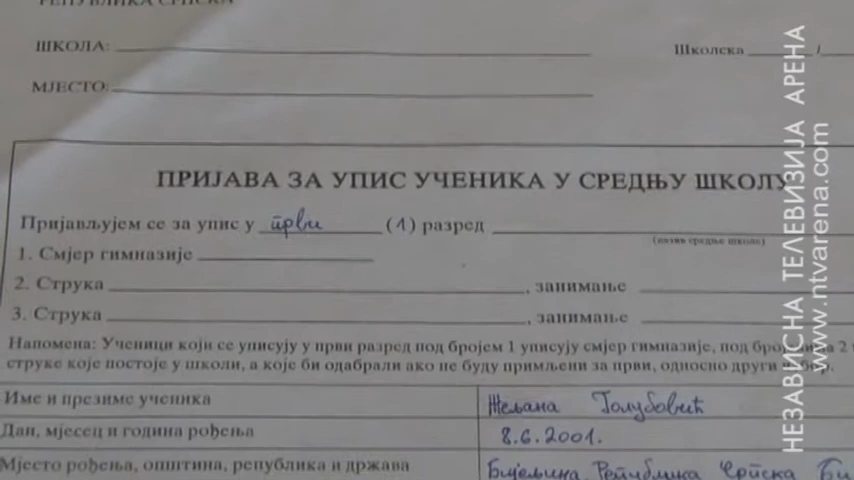 РЕПУБЛИКА СРПСКА
ШКОЛА:
Школска /
МЈЕСТО:
ПРИЈАВА ЗА УПИС УЧЕНИКА У СРЕДЊУ ШКОЛУ
Пријављујем се за упис у први (1) разред
(назив средње школе)
1. Смјер гимназије
2. Струка , занимање
3. Струка , занимање
Напомена: Ученици који се уписују у први разред под бројем 1 уписују смјер гимназије, под 2
струке које постоје у школи, а које би одабрали ако не буду примљени за први, односно други
Име и презиме ученика Жељана Голубовић
Дан, мјесец и година рођења 8.6.2001.
Мјесто рођења, општина, република и држава Бијељина, Република Српска Би
НЕЗАВИСНА ТЕЛЕВИЗИЈА АРЕНА
www.ntvarena.com